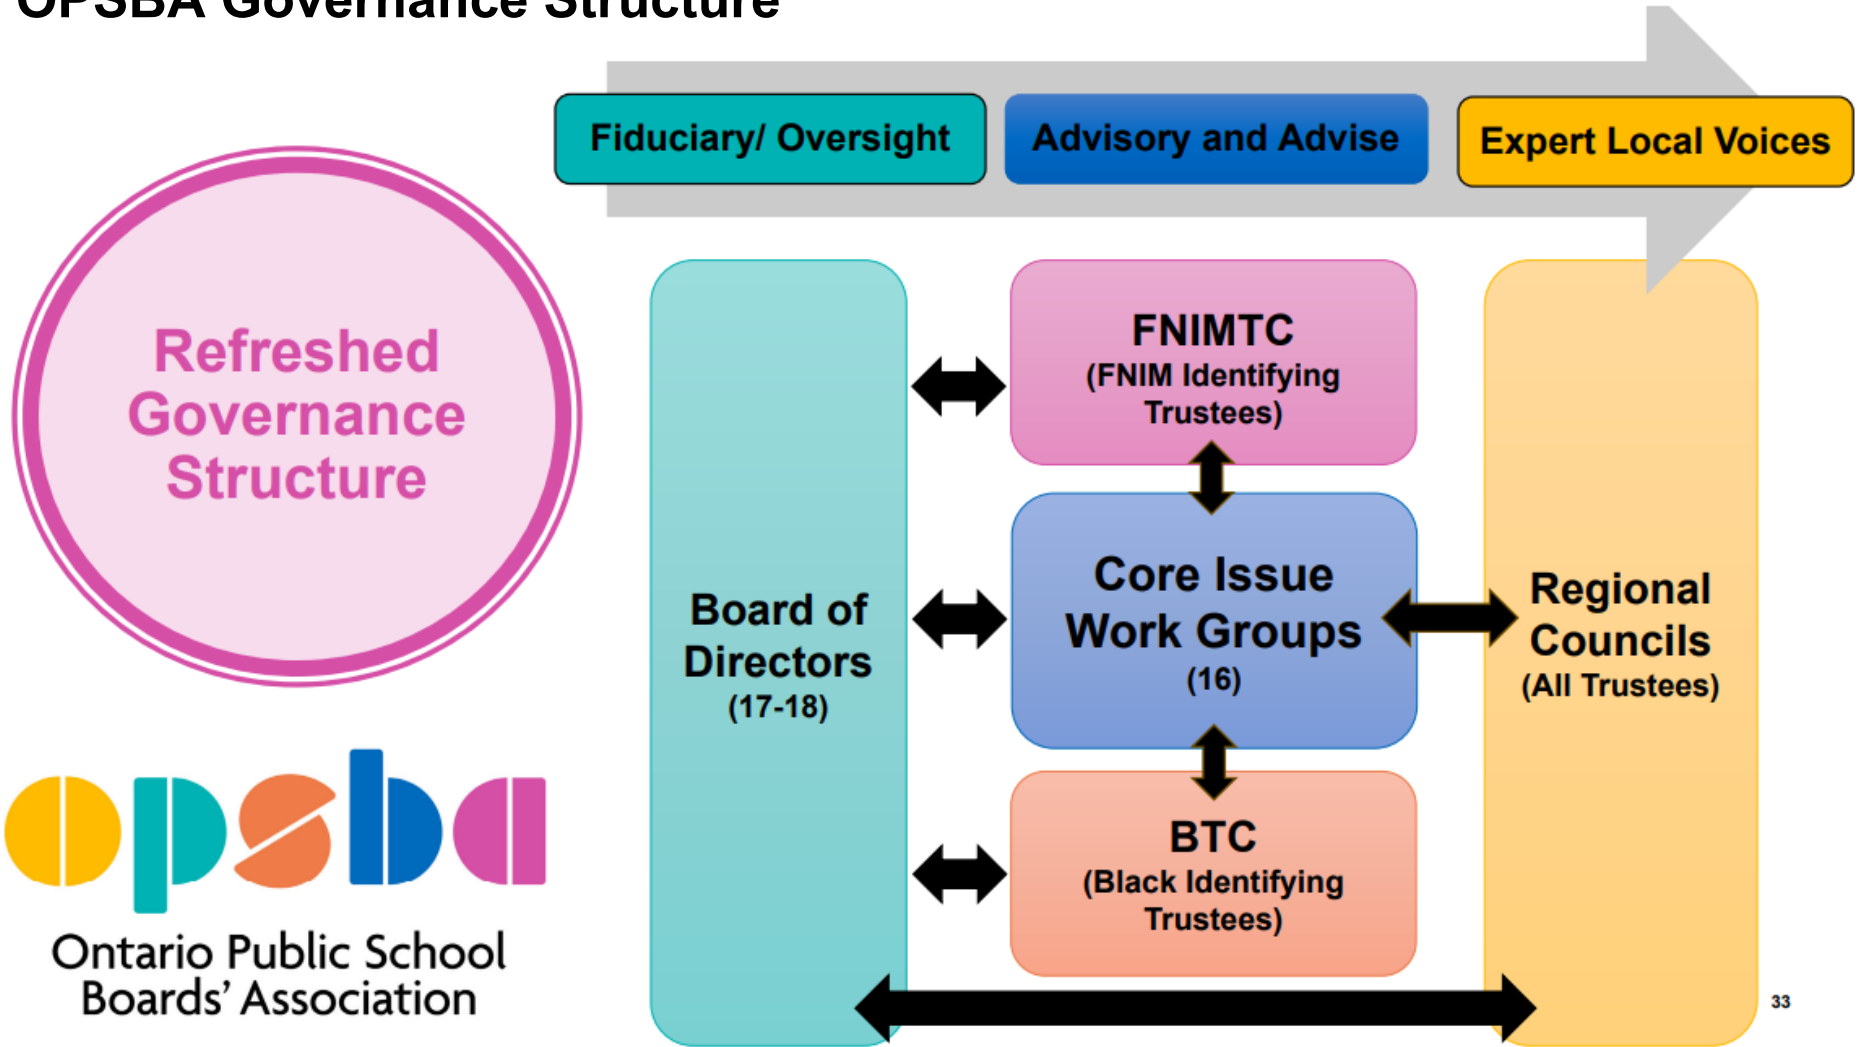 OPSBA Governance Structure
Fiduciary/ Oversight
Advisory and Advise
Expert Local Voices
Refreshed
Governance
Structure
Board of
Directors
(17-18)
FNIMTC
(FNIM Identifying
Trustees)
Core Issue
Work Groups
(16)
BTC
(Black Identifying
Trustees)
Regional
Councils
(All Trustees)
opsba
Ontario Public School
Boards’ Association
33